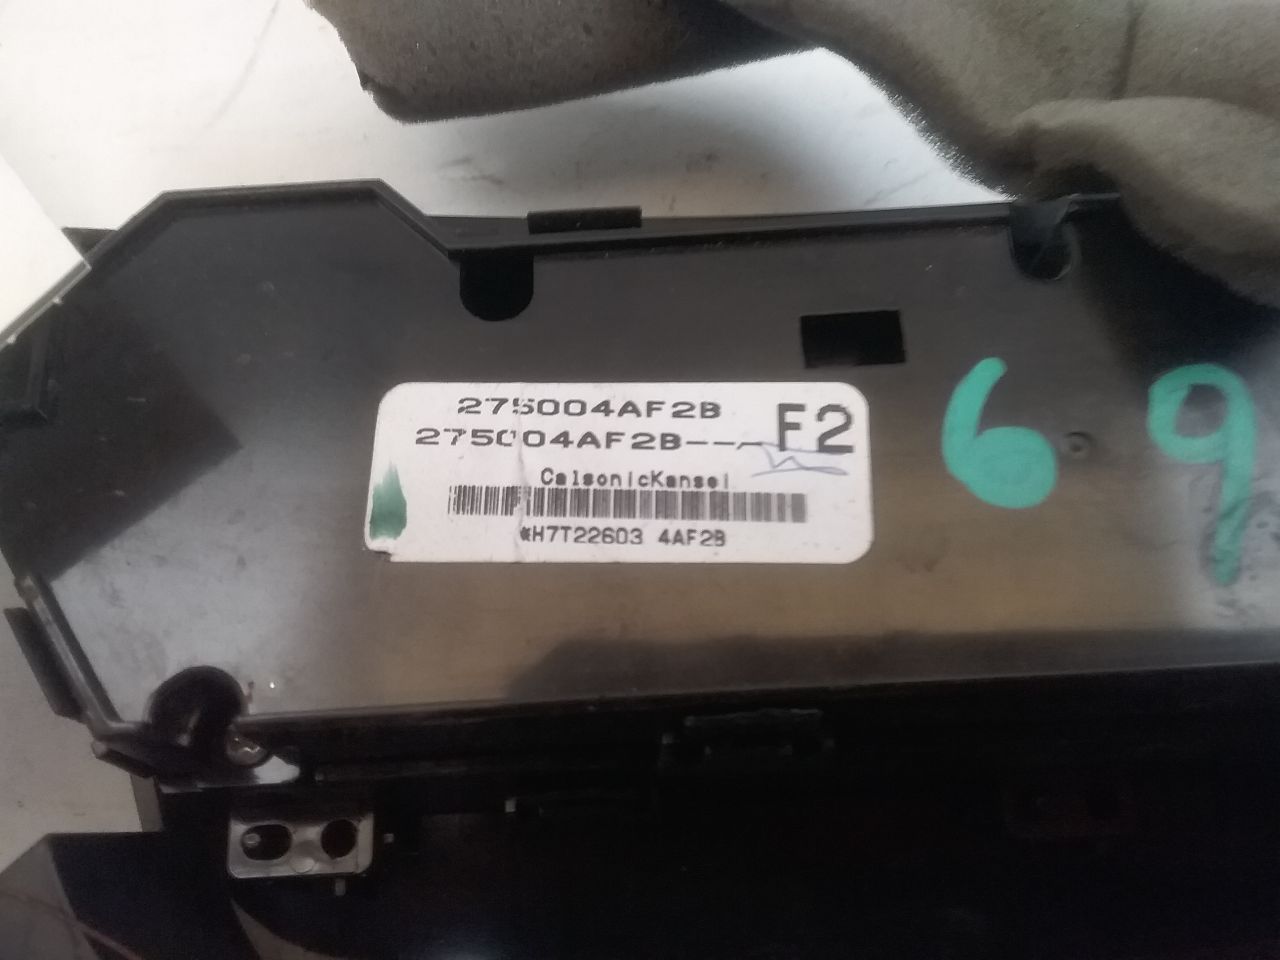 275004AF2B
275004AF2B--- F2
CalsonicKansei
*H7T22603 4AF2B
69